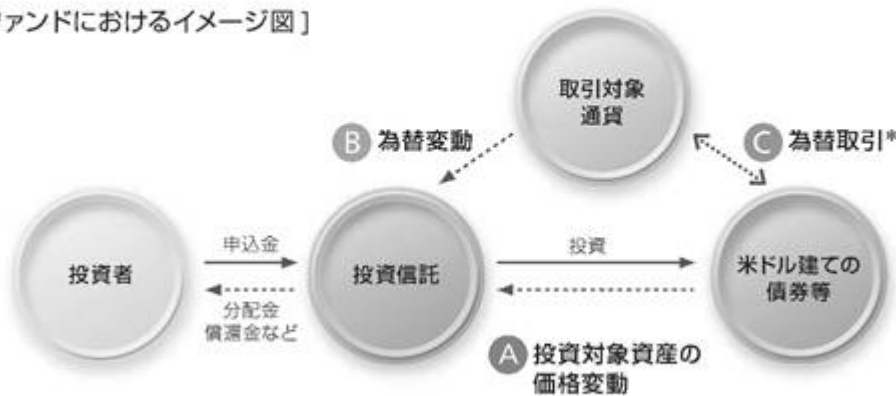 ファンドにおけるイメージ図]
取引対象
通貨
B 為替変動
C 為替取引*
投資者
申込金
分配金
償還金など
投資信託
投資
米ドル建ての
債券等
A 投資対象資産の
価格変動